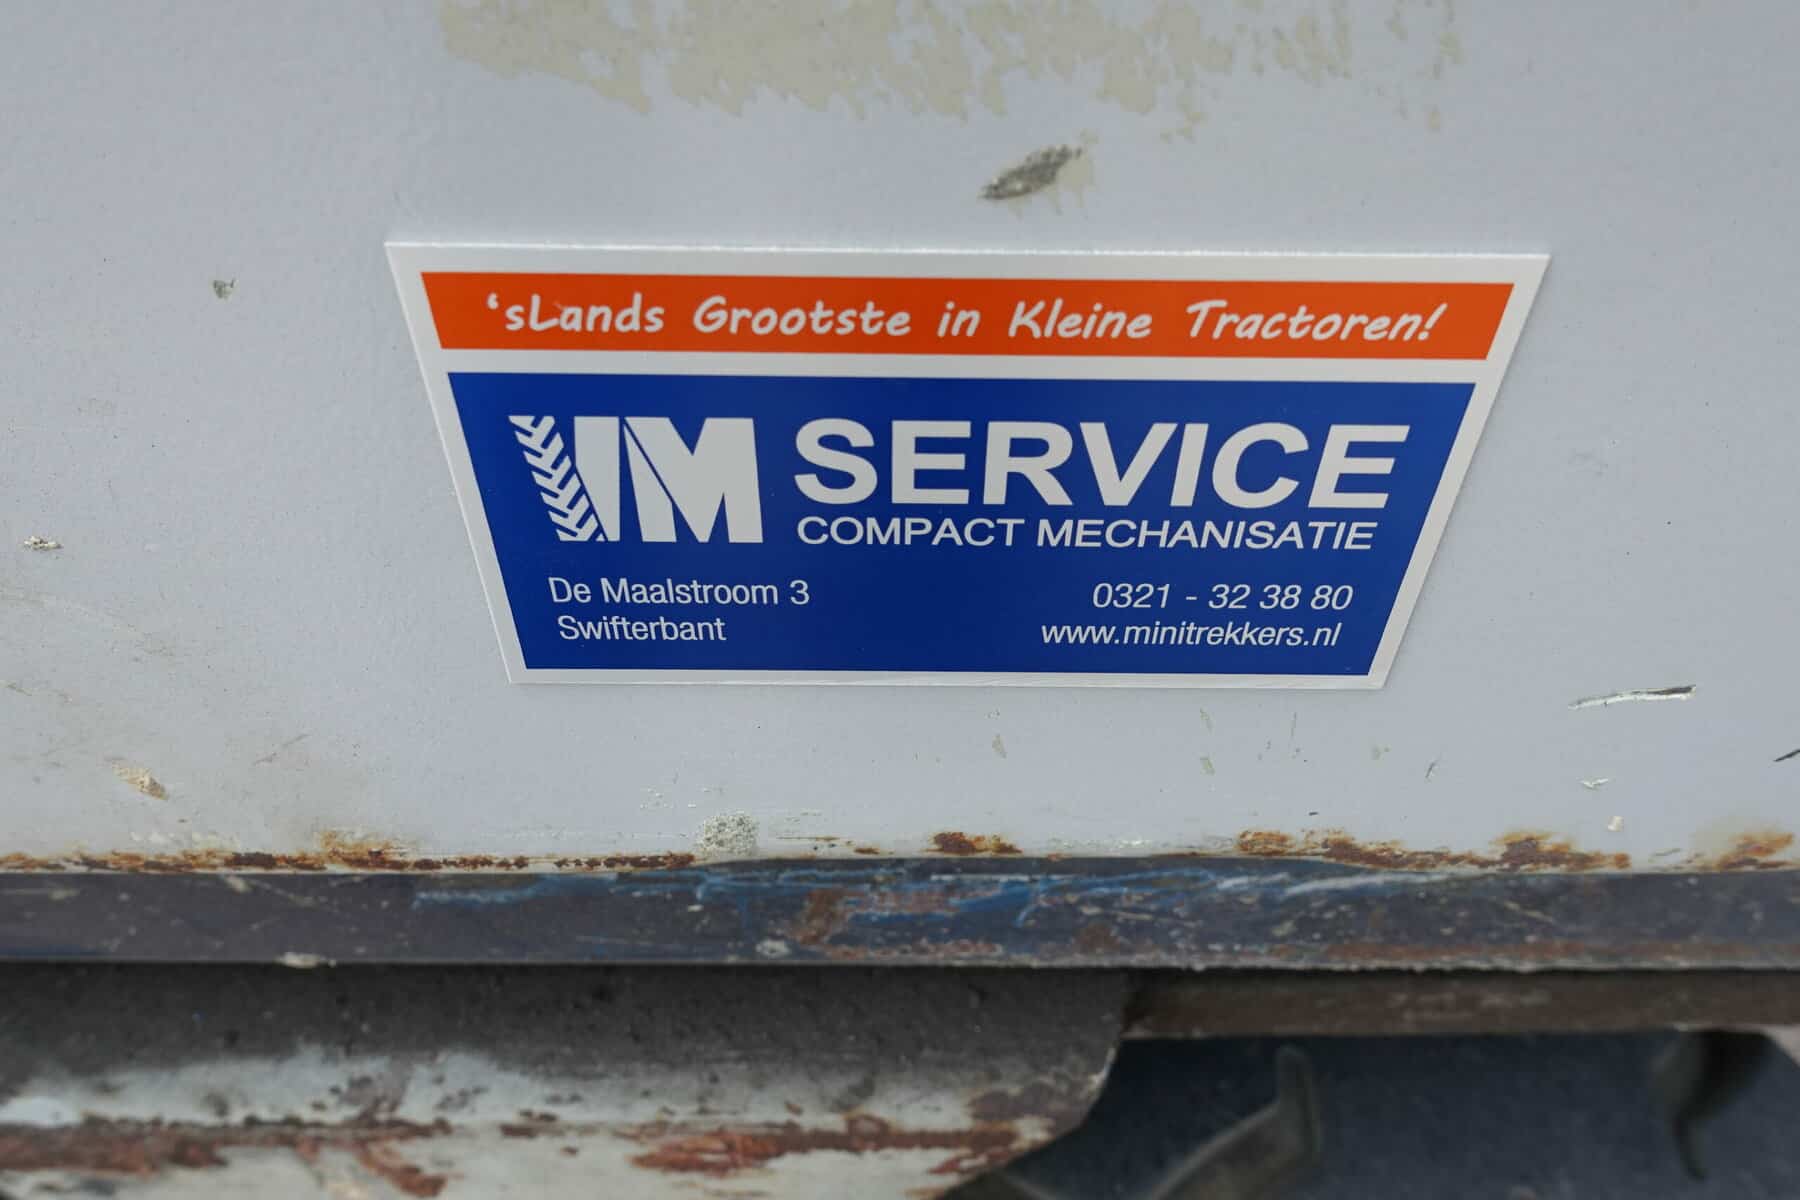 ‘sLands Grootste in Kleine Tractoren!
IM SERVICE
COMPACT MECHANISATIE
De Maalstroom 3
Swifterbant
0321 - 32 38 80
www.minitrekkers.nl